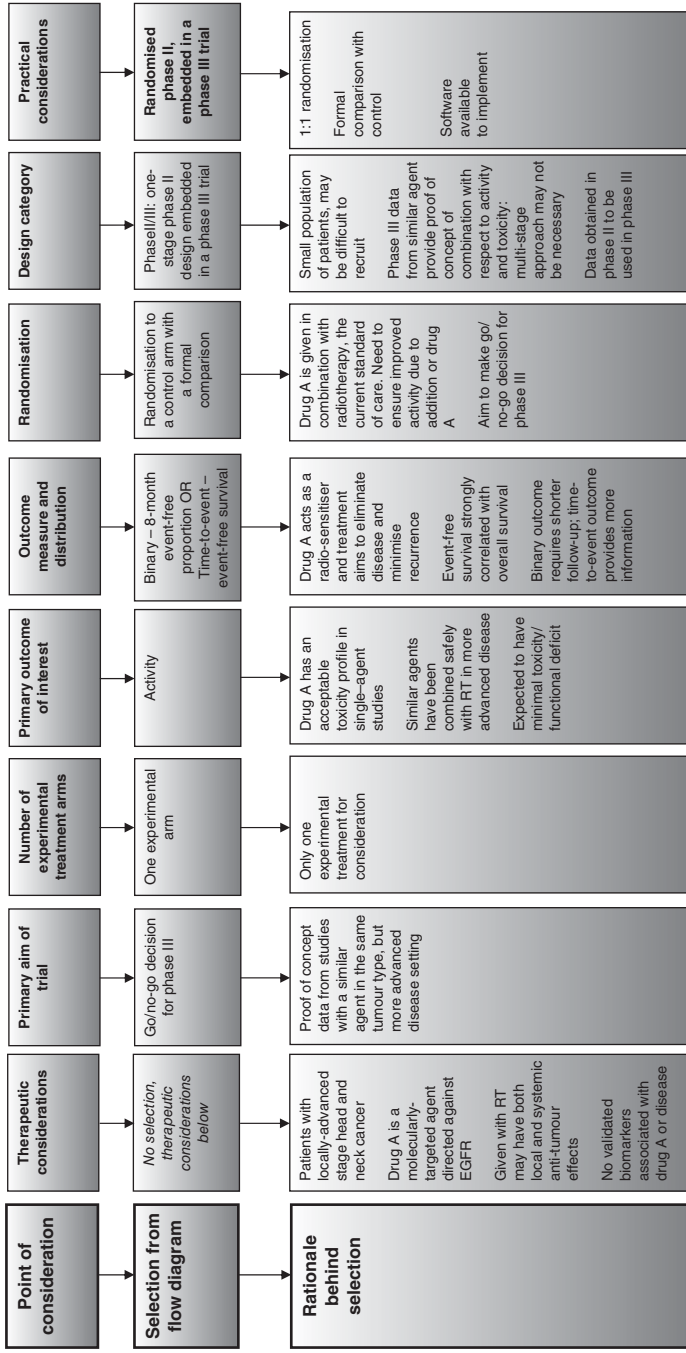 Point of
consideration
Selection from
flow diagram
Rationale
behind
selection
Therapeutic
considerations
No selection,
therapeutic
considerations
below
Patients with
locally-advanced
stage head and
neck cancer
Drug A is a
molecularly-
targeted agent
directed against
EGFR
Given with RT
may have both
local and systemic
anti-tumour
effects
No validated
biomarkers
associated with
drug A or disease
Primary aim of
trial
Go/no-go decision
for phase III
Proof of concept
data from studies
with a similar
agent in the same
tumour type, but
more advanced
disease setting
Number of
experimental
treatment arms
One experimental
arm
Only one
experimental
treatment for
consideration
Primary outcome
of interest
Activity
Drug A has an
acceptable
toxicity profile in
single–agent
studies
Similar agents
have been
combined safely
with RT in more
advanced disease
Expected to have
minimal toxicity/
functional deficit
Outcome
measure and
distribution
Binary – 8-month
event-free
proportion OR
Time-to-event –
event-free survival
Drug A acts as a
radio-sensitiser
and treatment
aims to eliminate
disease and
minimise
recurrence
Event-free
survival strongly
correlated with
overall survival
Binary outcome
requires shorter
follow-up; time-
to-event outcome
provides more
information
Randomisation
Randomisation to
a control arm with
a formal
comparison
Drug A is given in
combination with
radiotherapy, the
current standard
of care. Need to
ensure improved
activity due to
addition or drug
A
Aim to make go/
no-go decision for
phase III
Design category
PhaseII/III: one-
stage phase II
design embedded
in a phase III trial
Small population
of patients, may
be difficult to
recruit
Phase III data
from similar agent
provide proof of
concept of
combination with
respect to activity
and toxicity:
multi-stage
approach may not
be necessary
Data obtained in
phase II to be
used in phase III
Practical
considerations
Randomised
phase II,
embedded in a
phase III trial
1:1 randomisation
Formal
comparison with
control
Software
available
to implement